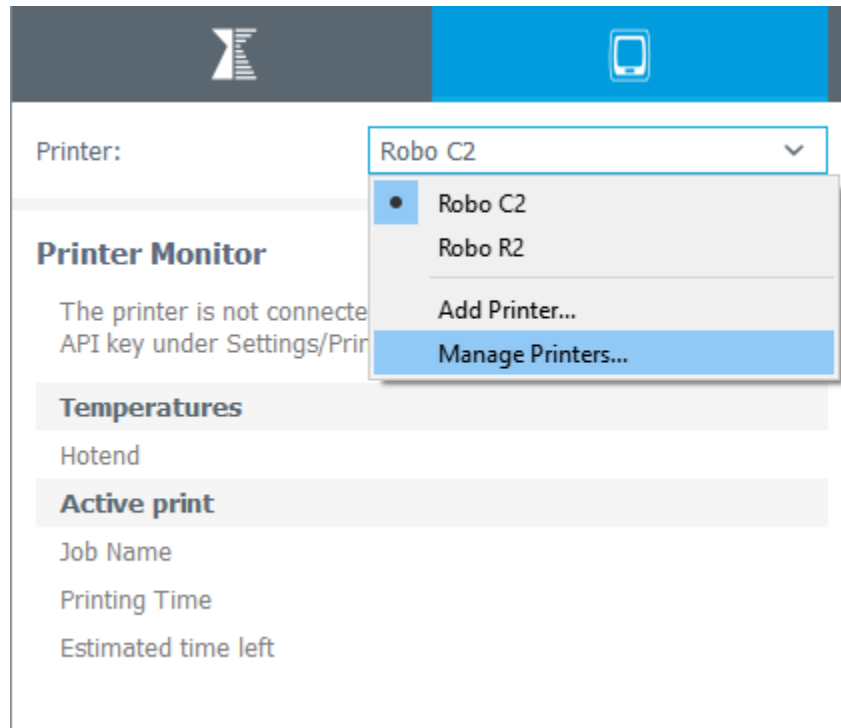 Printer:
Robo C2
Robo C2
Robo R2
Add Printer...
Manage Printers...
Printer Monitor
The printer is not connecte
API key under Settings/Prin
Temperatures
Hotend
Active print
Job Name
Printing Time
Estimated time left